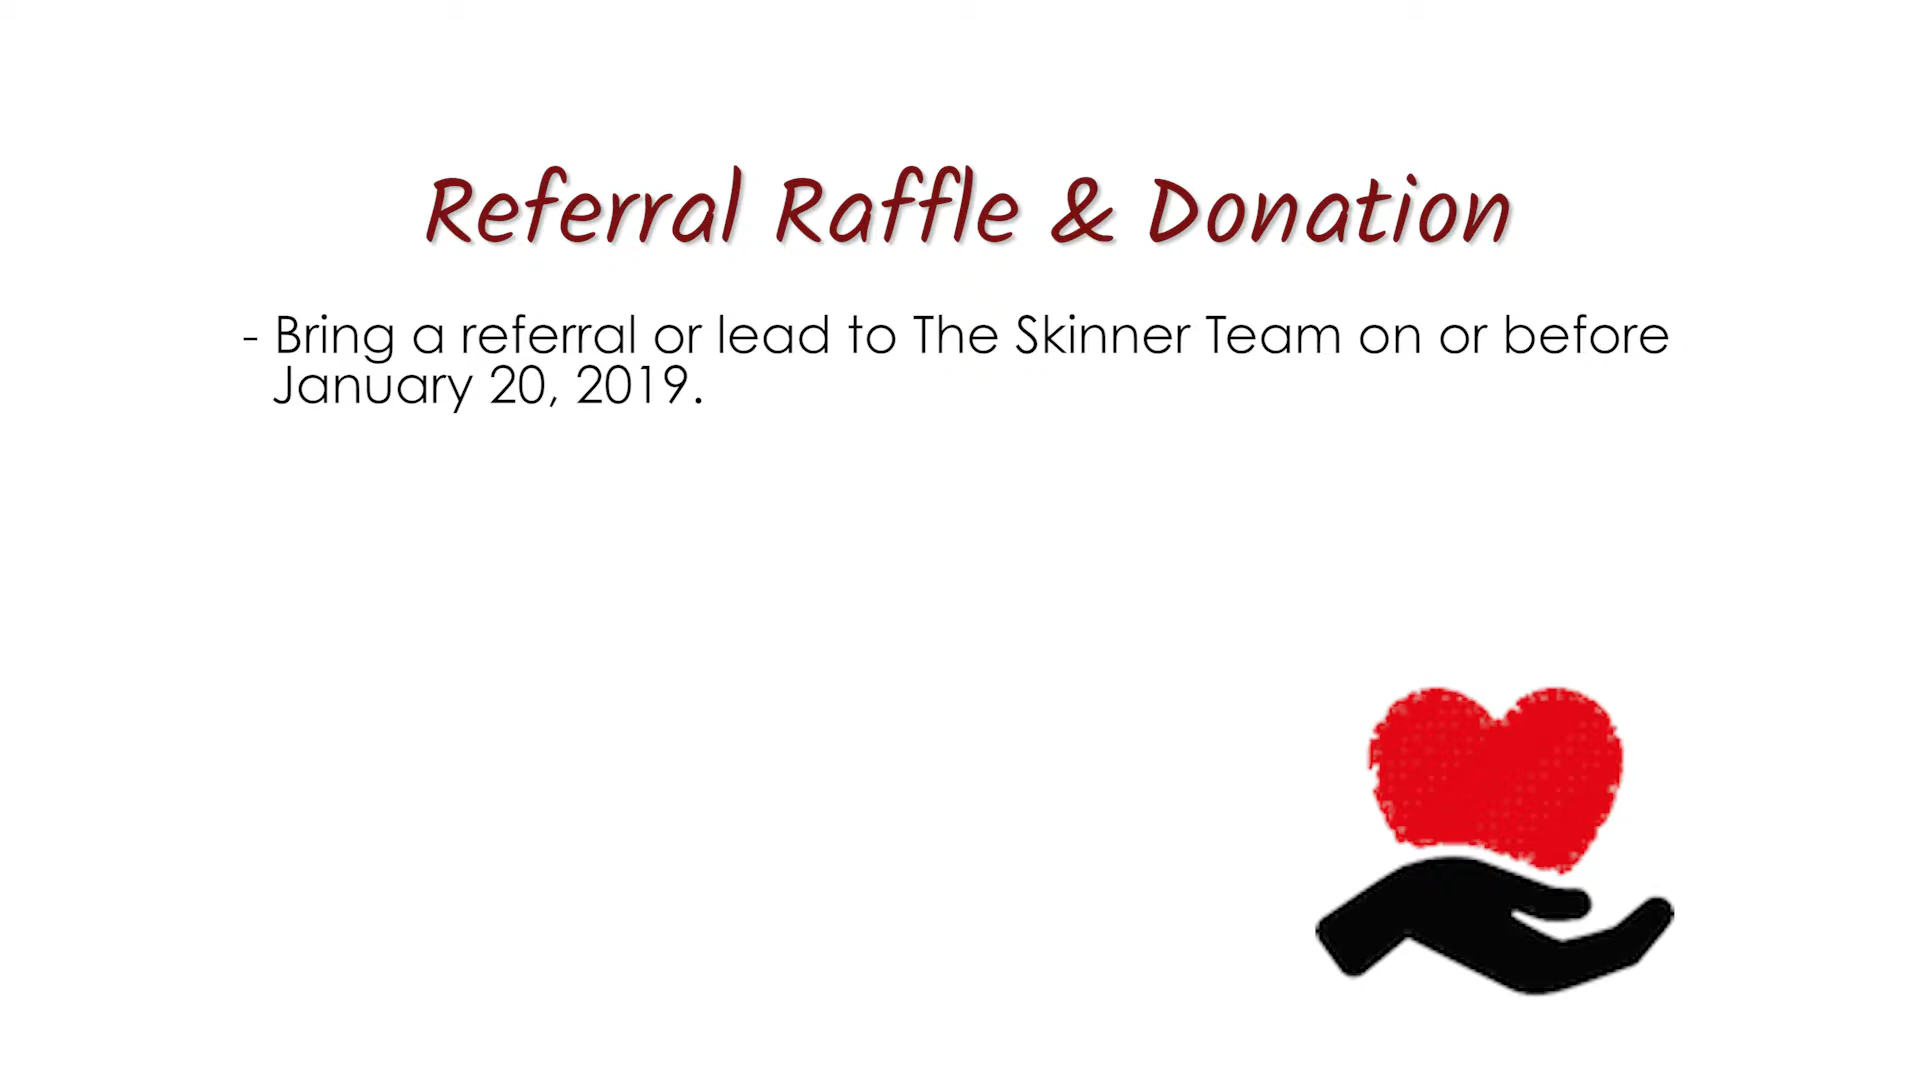 Referral Raffle & Donation
- Bring a referral or lead to The Skinner Team on or before
January 20, 2019.